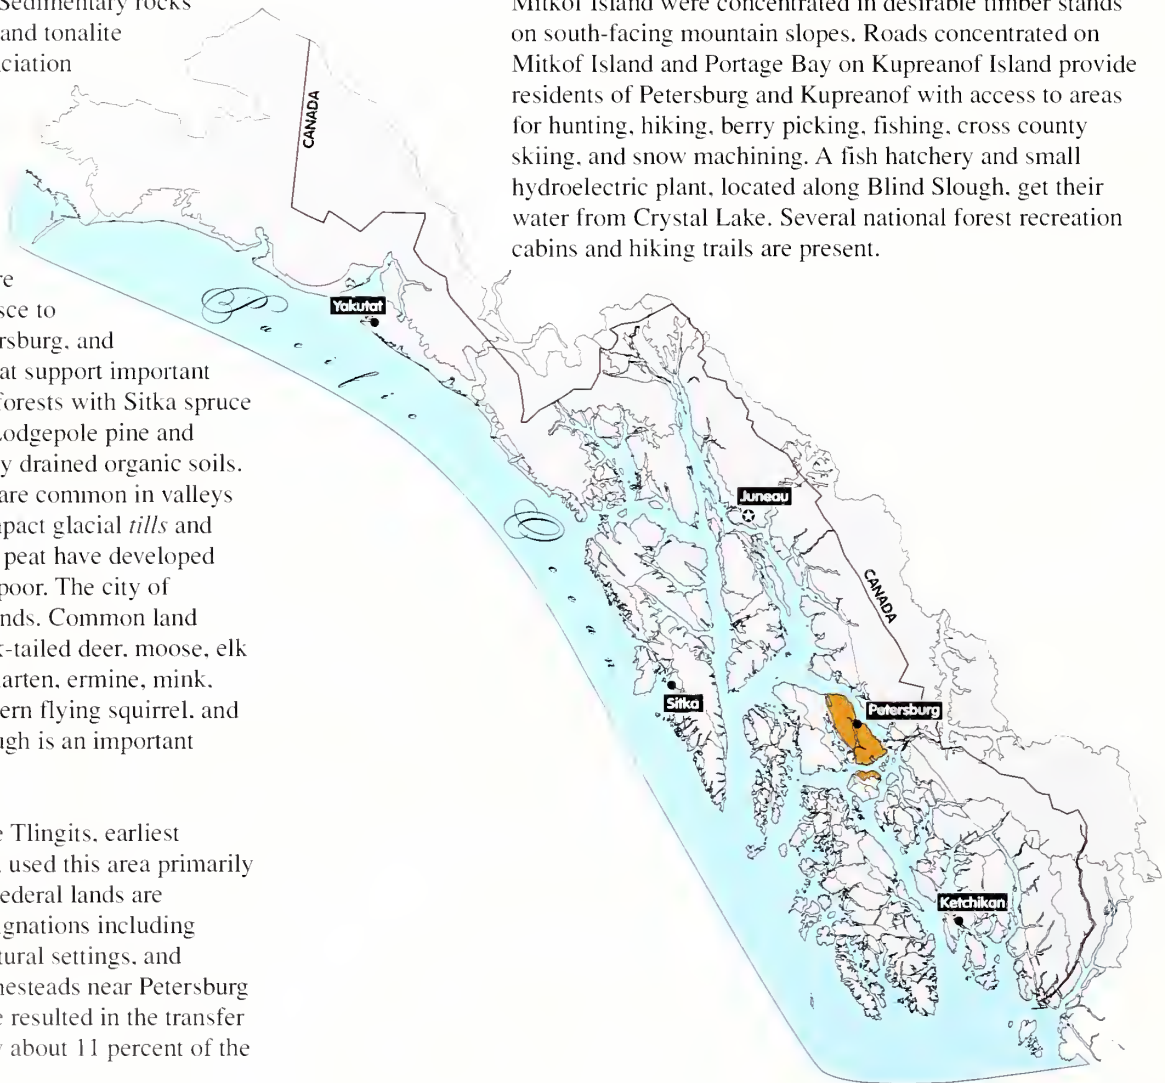 Sedimentary rocks
and tonalite
ciation
re
sce to
rsburg, and
at support important
forests with Sitka spruce
Lodgepole pine and
y drained organic soils.
are common in valleys
npact glacial tills and
peat have developed
poor. The city of
nds. Common land
k-tailed deer, moose, elk
arten, ermine, mink,
ern flying squirrel, and
ugh is an important
e Tlingits, earliest
used this area primarily
ederal lands are
gnations including
tural settings, and
nesteads near Petersburg
e resulted in the transfer
y about 11 percent of the
Mitkof Island were concentrated in desirable timber stands
on south-facing mountain slopes. Roads concentrated on
Mitkof Island and Portage Bay on Kupreanof Island provide
residents of Petersburg and Kupreanof with access to areas
for hunting, hiking, berry picking, fishing, cross county
skiing, and snow machining. A fish hatchery and small
hydroelectric plant, located along Blind Slough, get their
water from Crystal Lake. Several national forest recreation
cabins and hiking trails are present.
CANADA
Yakutat
Pacific
Ocean
Juneau
CANADA
Sitka
Petersburg
Ketchikan